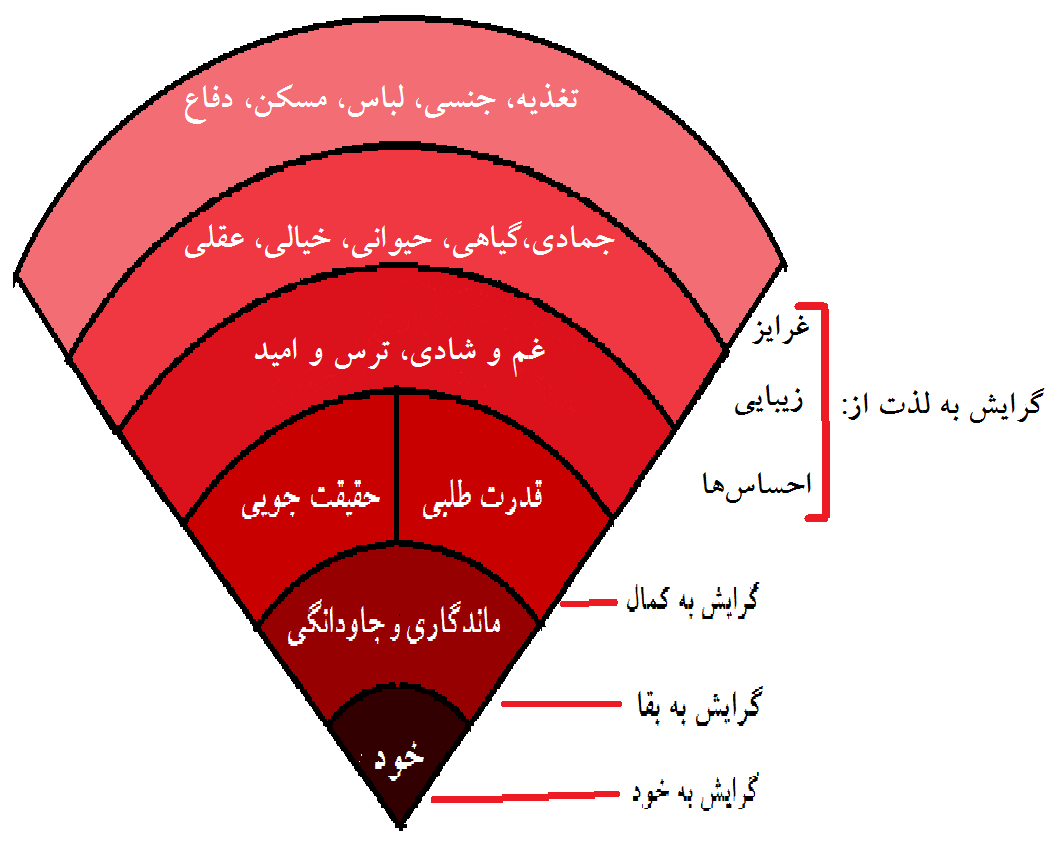 تغذیه، جنسی، لباس، مسکن، دفاع
جمادی،گیاهی، حیوانی، خیالی، عقلی
غم و شادی، ترس و امید
قدرت طلبی
حقیقت جویی
ماندگاری و جاودانگی
خود
گرایش به لذت از:
غرایز
زیبایی
احساس‌ها
گرایش به کمال
گرایش به بقا
گرایش به خود